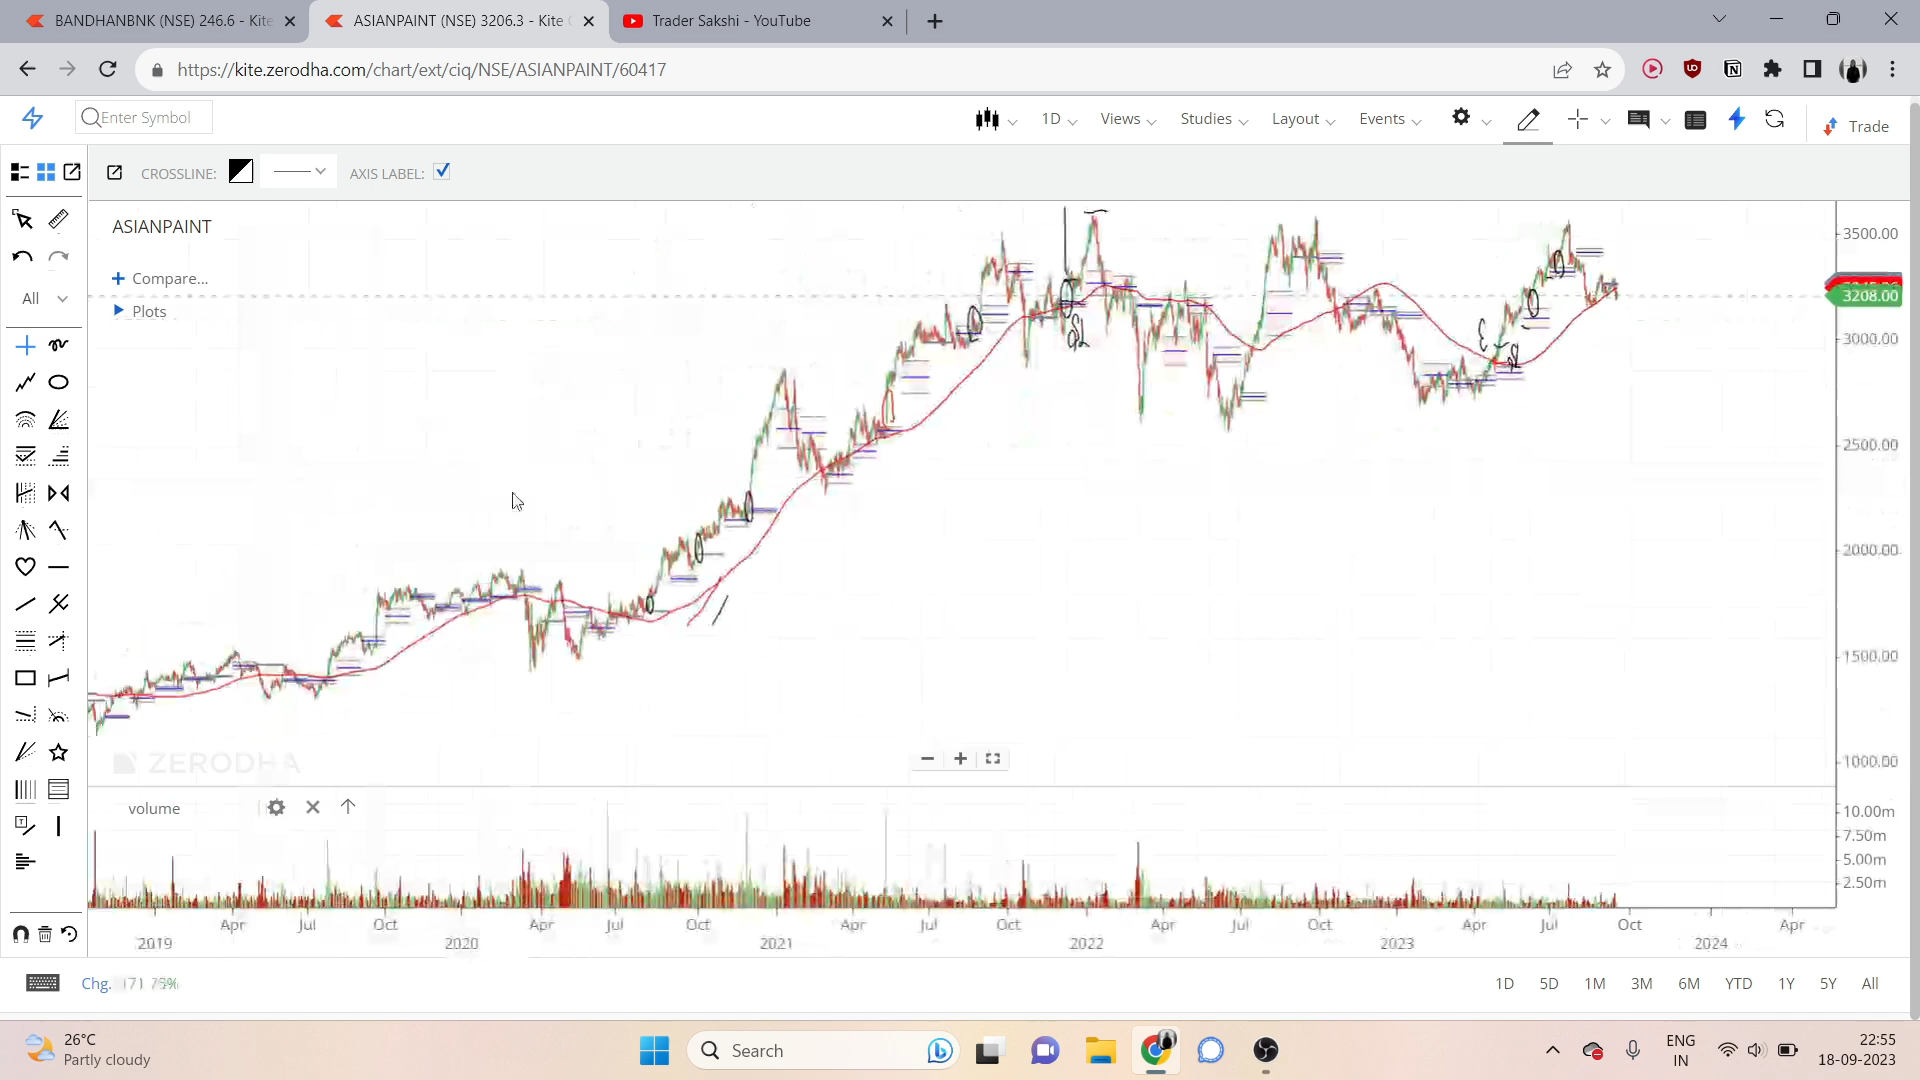 BANDHANBNK (NSE) 246.6 - Kite
ASIANPAINT (NSE) 3206.3 - Kite
Trader Sakshi - YouTube
https://kite.zerodha.com/chart/ext/ciq/NSE/ASIANPAINT/60417
Enter Symbol
1D
Views
Studies
Layout
Events
Trade
CROSSLINE:
AXIS LABEL:
ASIANPAINT
Compare...
Plots
All
3500.00
3208.00
3000.00
2500.00
2000.00
1500.00
1000.00
ZERODHA
volume
10.00m
7.50m
5.00m
2.50m
Apr Jul Oct Apr Jul Oct Apr Jul Oct Apr Jul Oct Apr Jul Oct Apr
2019 2020 2021 2022 2023 2024
Chg.
1D 5D 1M 3M 6M YTD 1Y 5Y All
26°C
Partly cloudy
Search
ENG
IN
22:55
18-09-2023